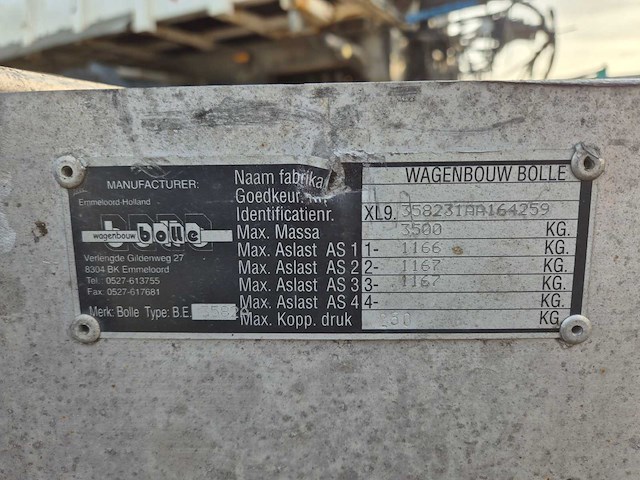 MANUFACTURER:
Emmeloord-Holland
wagenbouw bolle
Verlengde Gildenweg 27
8304 BK Emmeloord
Tel. 0527-613755
Fax: 0527-617681
Merk: Bolle Type: B.E.
Naam fabrika WAGENBOUW BOLLE
Goedkeur.
Identificatienr. XL9. 358231AA164259
Max. Massa 3500 KG.
Max. Aslast AS 1 1- 1166 KG.
Max. Aslast AS 2 2- 1167 KG.
Max. Aslast AS 3 3- 1167 KG.
Max. Aslast AS 4 4- KG.
Max. Kopp. druk KG.